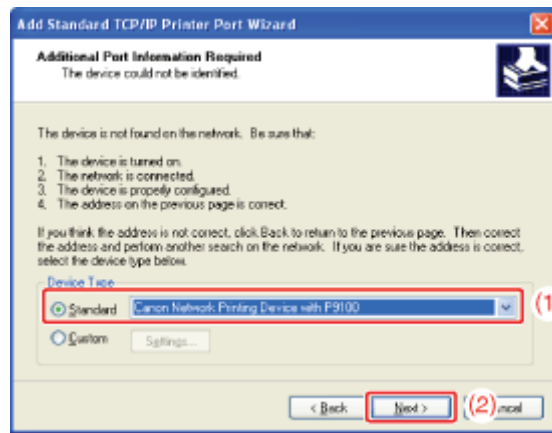 Add Standard TCP/IP Printer Port Wizard
Additional Port Information Required
The device could not be identified.
The device is not found on the network. Be sure that:
1. The device is turned on.
2. The network is connected.
3. The device is properly configured.
4. The address on the previous page is correct.
If you think the address is not correct, click Back to return to the previous page. Then correct
the address and perform another search on the network. If you are sure the address is correct,
select the device type below.
Device Type
Standard Canon Network Printing Device with P9100 (1
Custom Settings...
< Back Next > (2) ncel